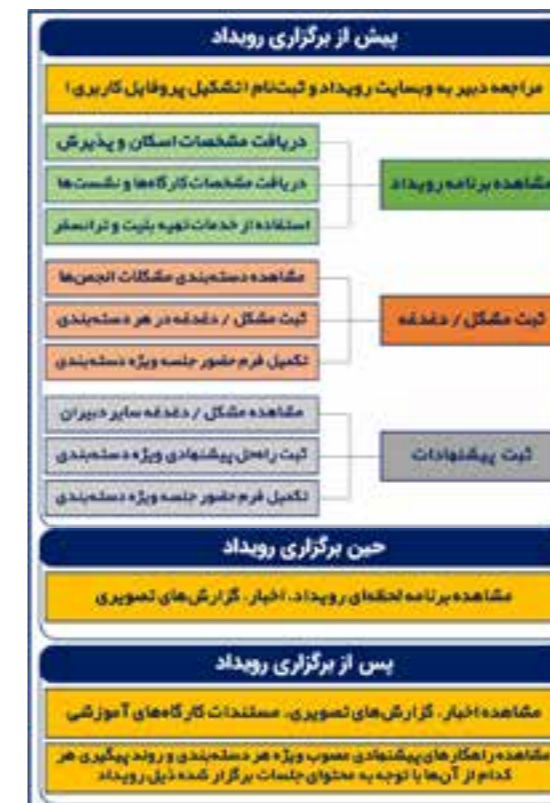 پیش از برگزاری رویداد
مراجعه دبیر به وبسایت رویداد و ثبت‌نام (تشکیل پروفایل کاربری)
مشاهده برنامه رویداد
دریافت مشخصات اسکان و پذیرش
دریافت مشخصات کارگاه‌ها و نشست‌ها
استفاده از خدمات تهیه بلیت و ترانسفر
ثبت مشکل / دغدغه
مشاهده دسته‌بندی مشکلات انجمن‌ها
ثبت مشکل / دغدغه در هر دسته‌بندی
تکمیل فرم حضور جلسه ویژه دسته‌بندی
ثبت پیشنهادات
مشاهده مشکل / دغدغه سایر دبیران
ثبت راه‌حل پیشنهادی ویژه دسته‌بندی
تکمیل فرم حضور جلسه ویژه دسته‌بندی
حین برگزاری رویداد
مشاهده برنامه لحظه‌ای رویداد، اخبار، گزارش‌های تصویری
پس از برگزاری رویداد
مشاهده اخبار، گزارش‌های تصویری، مستندات کارگاه‌های آموزشی
مشاهده راهکارهای پیشنهادی مصوب ویژه هر دسته‌بندی و روند پیگیری هر
کدام از آن‌ها با توجه به محتوای جلسات برگزار شده ذیل رویداد